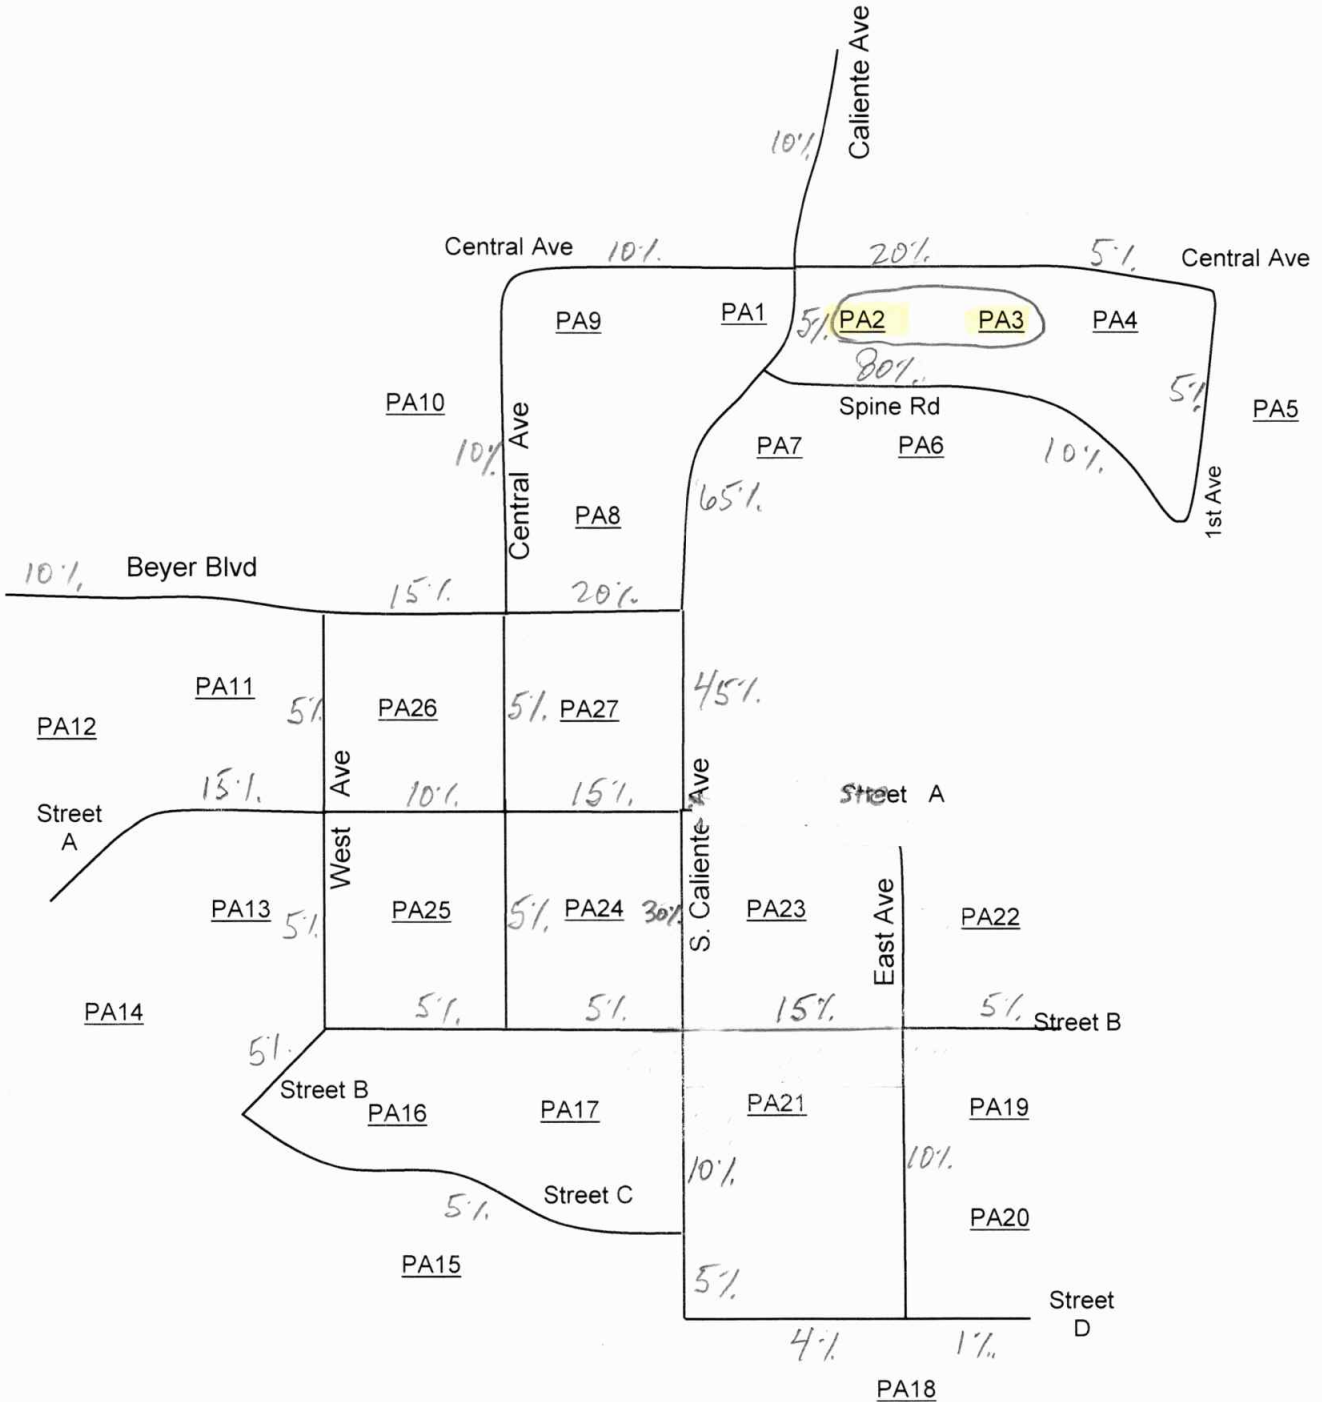 Caliente Ave
10%
Central Ave 10% 20% 5% Central Ave
PA9 PA1 5% PA2 PA3 PA4
80%
Spine Rd
5% PA5
PA10
10% Central Ave
PA7 PA6 10%
65%
1st Ave
PA8
10% Beyer Blvd 15% 20%
PA11 5% PA26 5% PA27 45%
PA12
15% West Ave 10% 15% S. Caliente Ave
Street A
Street A
PA13 5% PA25 5% PA24 30% PA23 East Ave PA22
PA14 5% 5% 15% 5% Street B
5%
Street B
PA16 PA17 PA21 PA19
10% 10%
5% Street C PA20
PA15
5% Street D
4% 1%
PA18